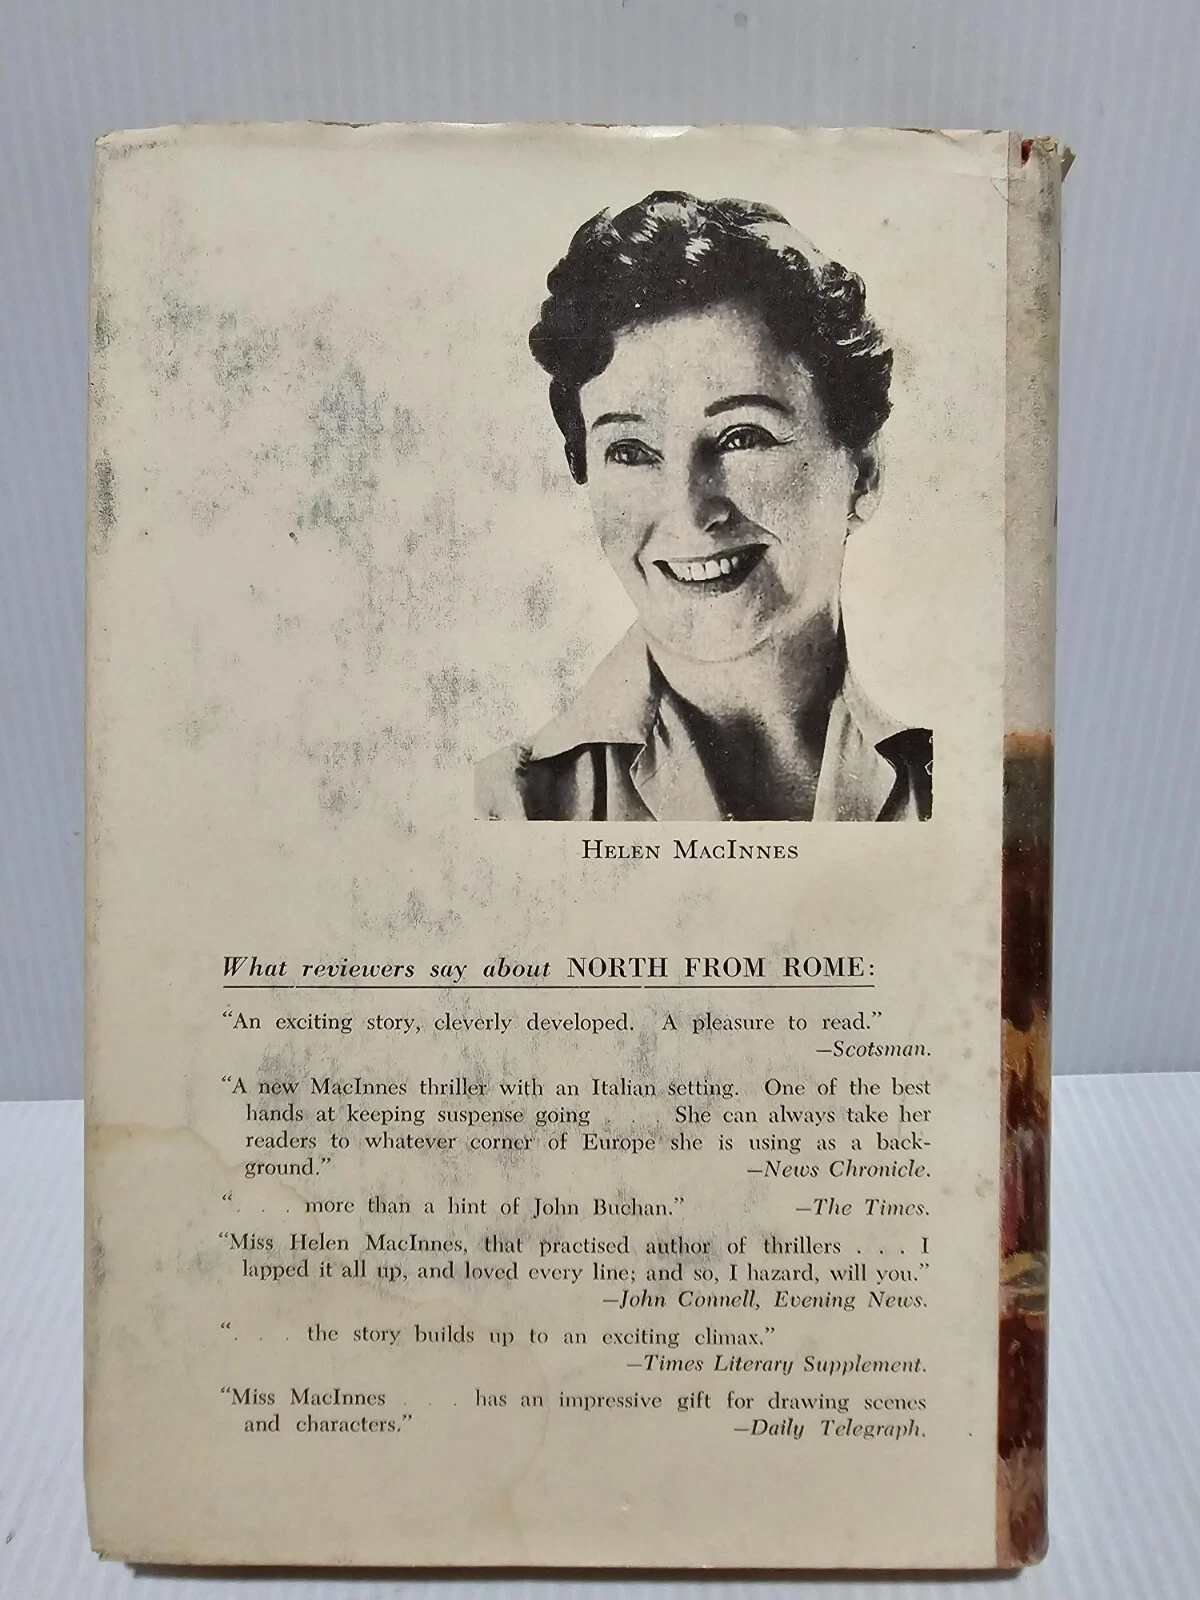 HELEN MACINNES
What reviewers say about NORTH FROM ROME:
“An exciting story, cleverly developed. A pleasure to read.”
—Scotsman.
“A new MacInnes thriller with an Italian setting. One of the best
hands at keeping suspense going . . . She can always take her
readers to whatever corner of Europe she is using as a back-
ground.” —News Chronicle.
“. . . more than a hint of John Buchan.” —The Times.
“Miss Helen MacInnes, that practised author of thrillers . . . I
lapped it all up, and loved every line; and so, I hazard, will you.”
—John Connell, Evening News.
“. . . the story builds up to an exciting climax.”
—Times Literary Supplement.
“Miss MacInnes . . . has an impressive gift for drawing scenes
and characters.” —Daily Telegraph.